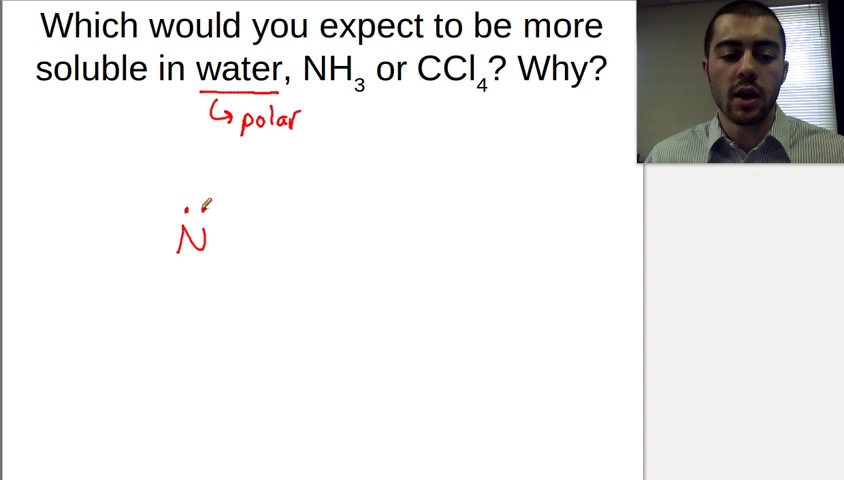 Which would you expect to be more
soluble in water, NH₃ or CCl₄? Why?
polar
N